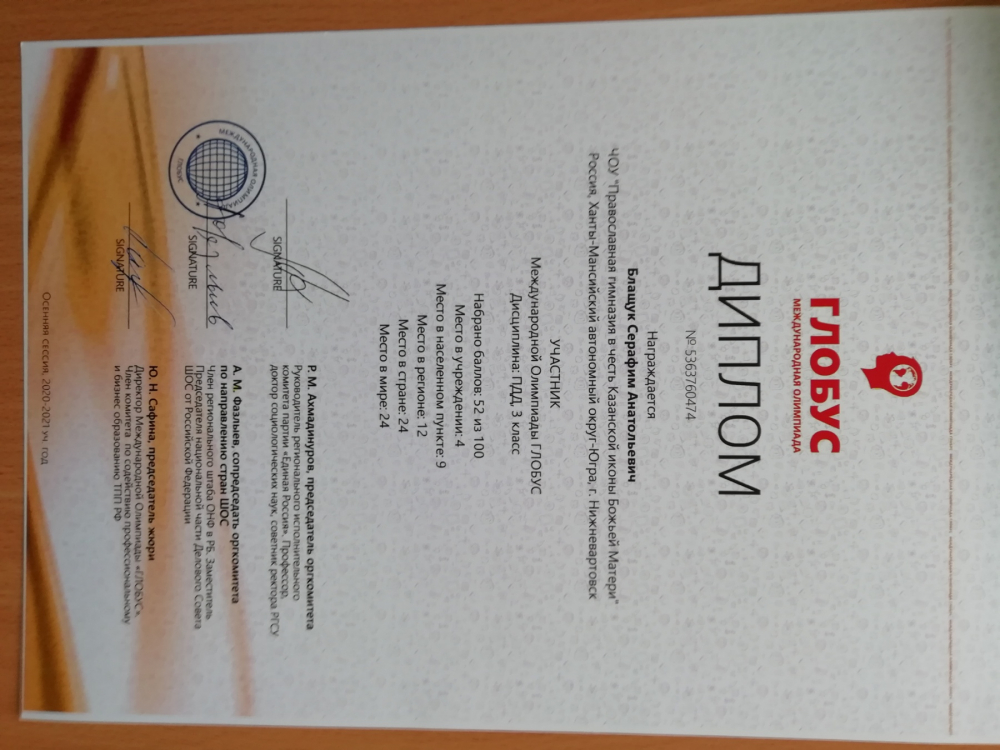 ГЛОБУС
МЕЖДУНАРОДНАЯ ОЛИМПИАДА
ДИПЛОМ
№ 5363760474
Награждается
Блащук Серафим Анатольевич
ЧОУ "Православная гимназия в честь Казанской иконы Божьей Матери"
Россия, Ханты-Мансийский автономный округ-Югра, г. Нижневартовск
УЧАСТНИК
Международной Олимпиады ГЛОБУС
Дисциплина: ПДД, 3 класс
Набрано баллов: 52 из 100
Место в учреждении: 4
Место в населенном пункте: 9
Место в регионе: 12
Место в стране: 24
Место в мире: 24
SIGNATURE
Р. М. Ахмадинуров, председатель оргкомитета
Руководитель регионального исполнительного
комитета партии «Единая Россия». Профессор,
доктор социологических наук, советник ректора РГСУ
МЕЖДУНАРОДНАЯ ОЛИМПИАДА
ГЛОБУС
SIGNATURE
А. М. Фазлыев, сопредседать оргкомитета
по направлению стран ШОС
Член регионального штаба ОНФ в РБ. Заместитель
Председателя национальной части Делового Совета
ШОС от Российской Федерации
SIGNATURE
Ю. Н. Сафина, председатель жюри
Директор Международной Олимпиады «ГЛОБУС»,
Член комитета по содействию профессиональному
и бизнес образованию ТПП РФ
Осенняя сессия, 2020-2021 уч. год